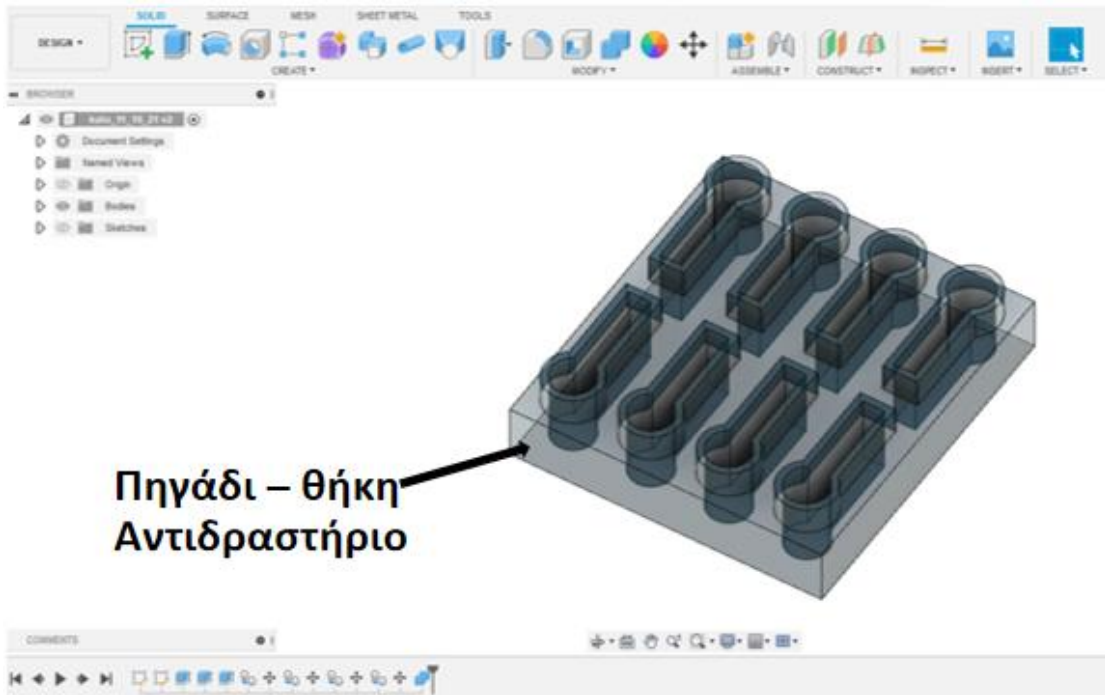 SOLID SURFACE MESH SHEET METAL TOOLS
DESIGN
CREATE MODIFY ASSEMBLE CONSTRUCT INSPECT INSERT SELECT
BROWSER
Document Settings
Named Views
Origin
Bodies
Sketches
Πηγάδι – θήκη
Αντιδραστήριο
COMMENTS